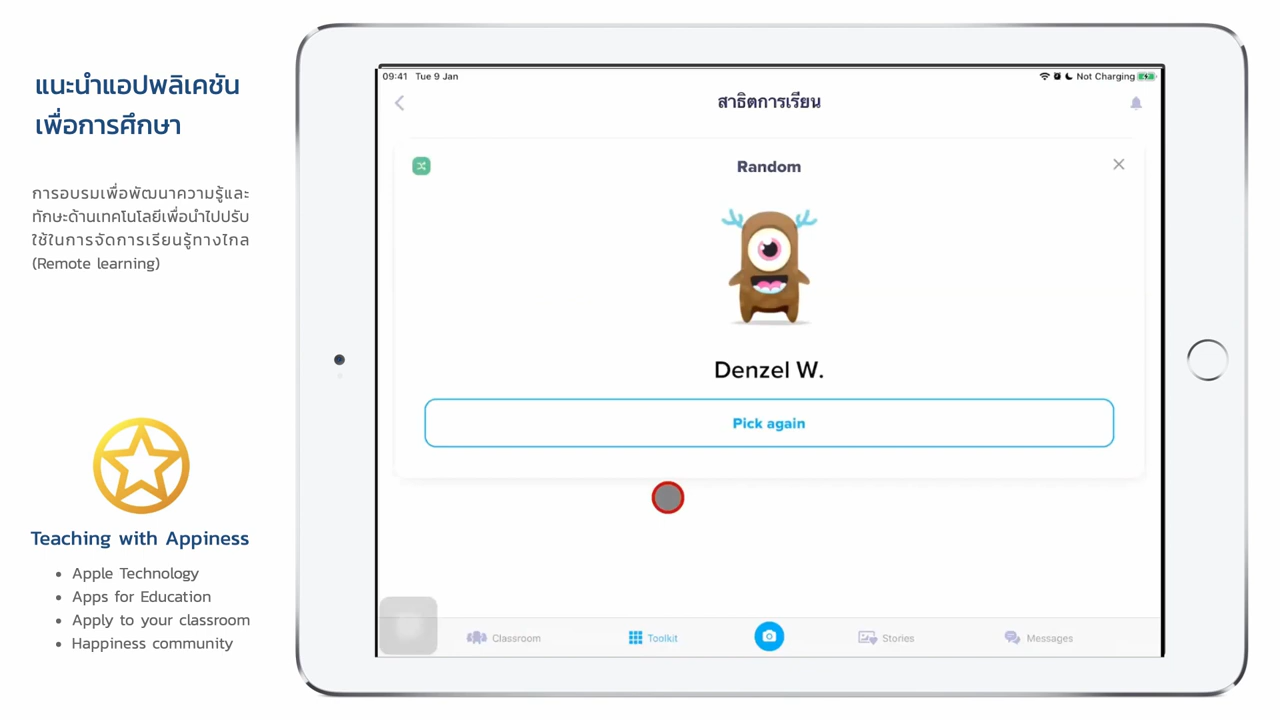 แนะนำแอปพลิเคชัน
เพื่อการศึกษา
การอบรมเพื่อพัฒนาความรู้และ
ทักษะด้านเทคโนโลยีเพื่อนำไปปรับ
ใช้ในการจัดการเรียนรู้ทางไกล
(Remote learning)
Teaching with Appiness
• Apple Technology
• Apps for Education
• Apply to your classroom
• Happiness community
09:41 Tue 9 Jan
Not Charging
สาธิตการเรียน
Random
Denzel W.
Pick again
Classroom
Toolkit
Stories
Messages